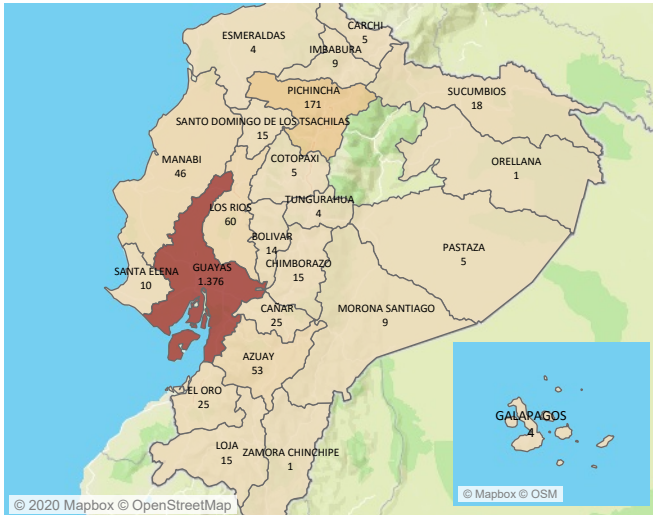 CARCHI
5
ESMERALDAS
4
IMBABURA
9
PICHINCHA
171
SUCUMBIOS
18
SANTO DOMINGO DE LOS TSACHILAS
15
COTOPAXI
5
MANABI
46
ORELLANA
1
TUNGURAHUA
4
LOS RIOS
60
BOLIVAR
14
PASTAZA
5
CHIMBORAZO
15
SANTA ELENA
10
GUAYAS
1.376
CAÑAR
25
MORONA SANTIAGO
9
AZUAY
53
EL ORO
25
GALAPAGOS
4
LOJA
15
ZAMORA CHINCHIPE
1
© Mapbox © OSM
© 2020 Mapbox © OpenStreetMap